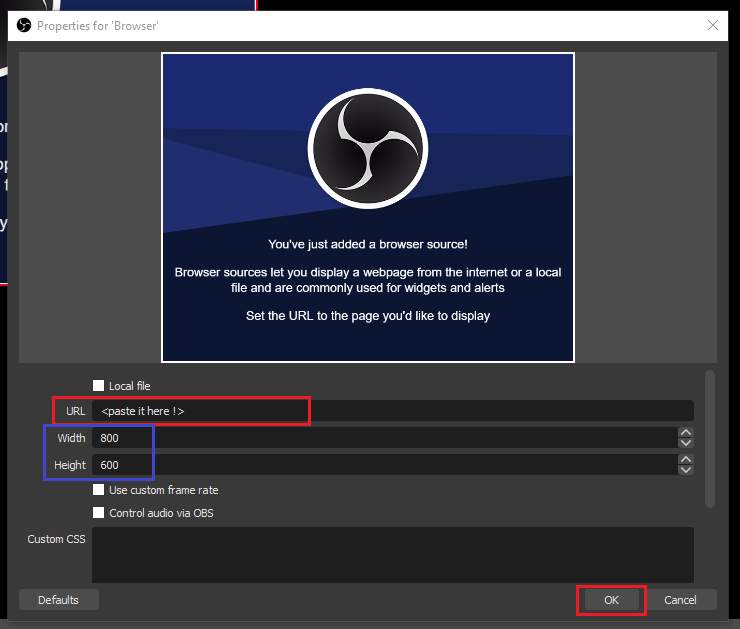 Properties for 'Browser'
You've just added a browser source!
Browser sources let you display a webpage from the internet or a local
file and are commonly used for widgets and alerts
Set the URL to the page you'd like to display
Local file
URL <paste it here !>
Width 800
Height 600
Use custom frame rate
Control audio via OBS
Custom CSS
Defaults OK Cancel